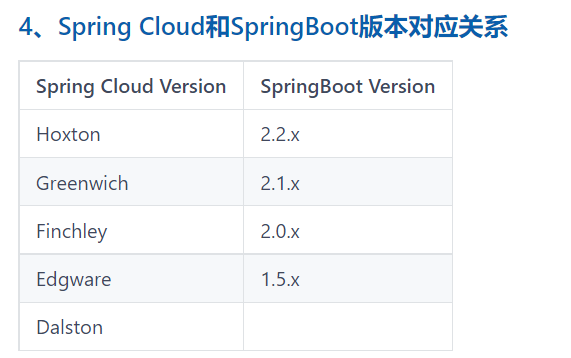 4、Spring Cloud和SpringBoot版本对应关系
Spring Cloud Version SpringBoot Version
Hoxton 2.2.x
Greenwich 2.1.x
Finchley 2.0.x
Edgware 1.5.x
Dalston